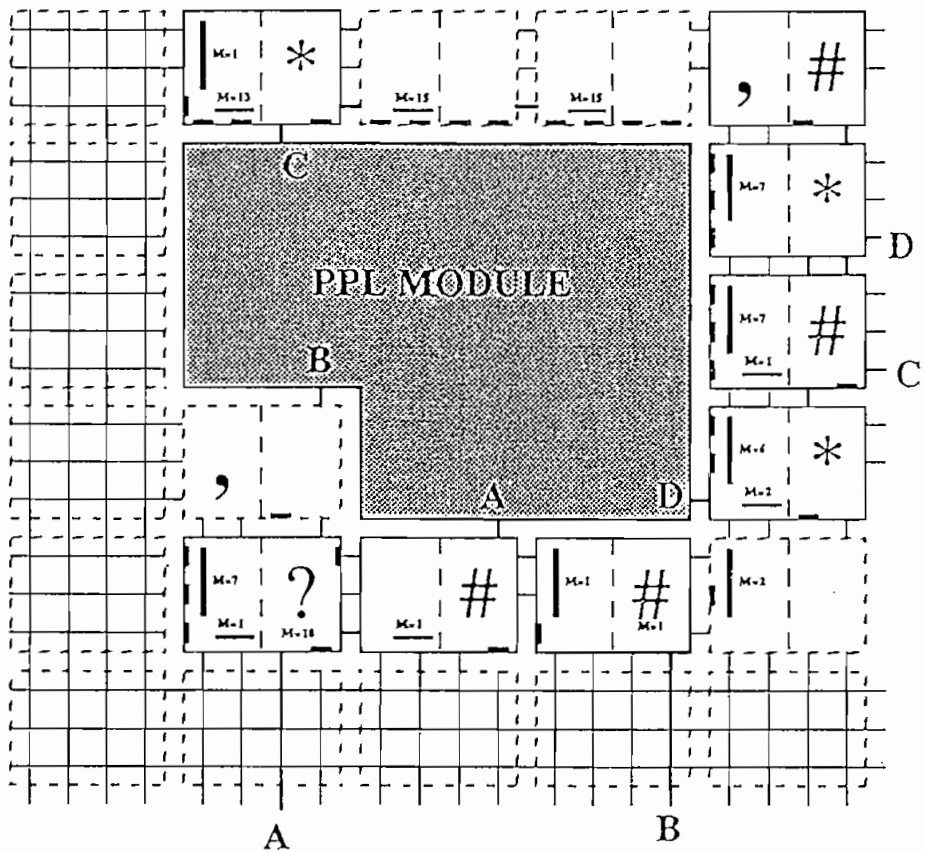 M=1 *
M=13 M=15 M=15 , #
C M=7 *
D
PPL MODULE M=7 #
B M=1 C
, M=6 *
A D M=2
M=7 ? # M=1 # M=2
M=1 M=18 M=1 M=1
A B